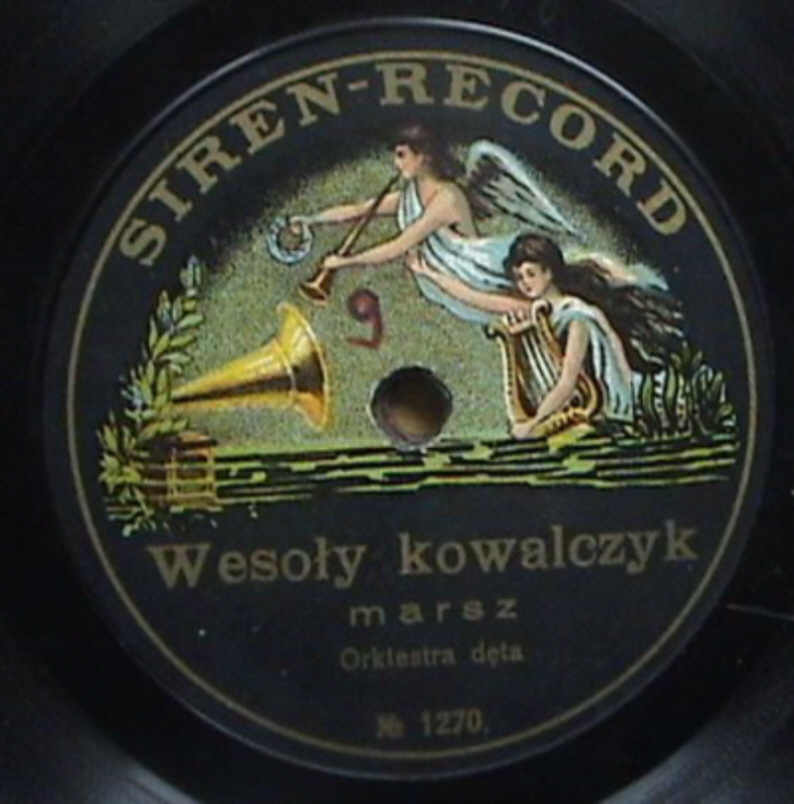 SIREN-RECORD
9
Wesoły kowalczyk
marsz
Orkiestra dęta
№ 1270.